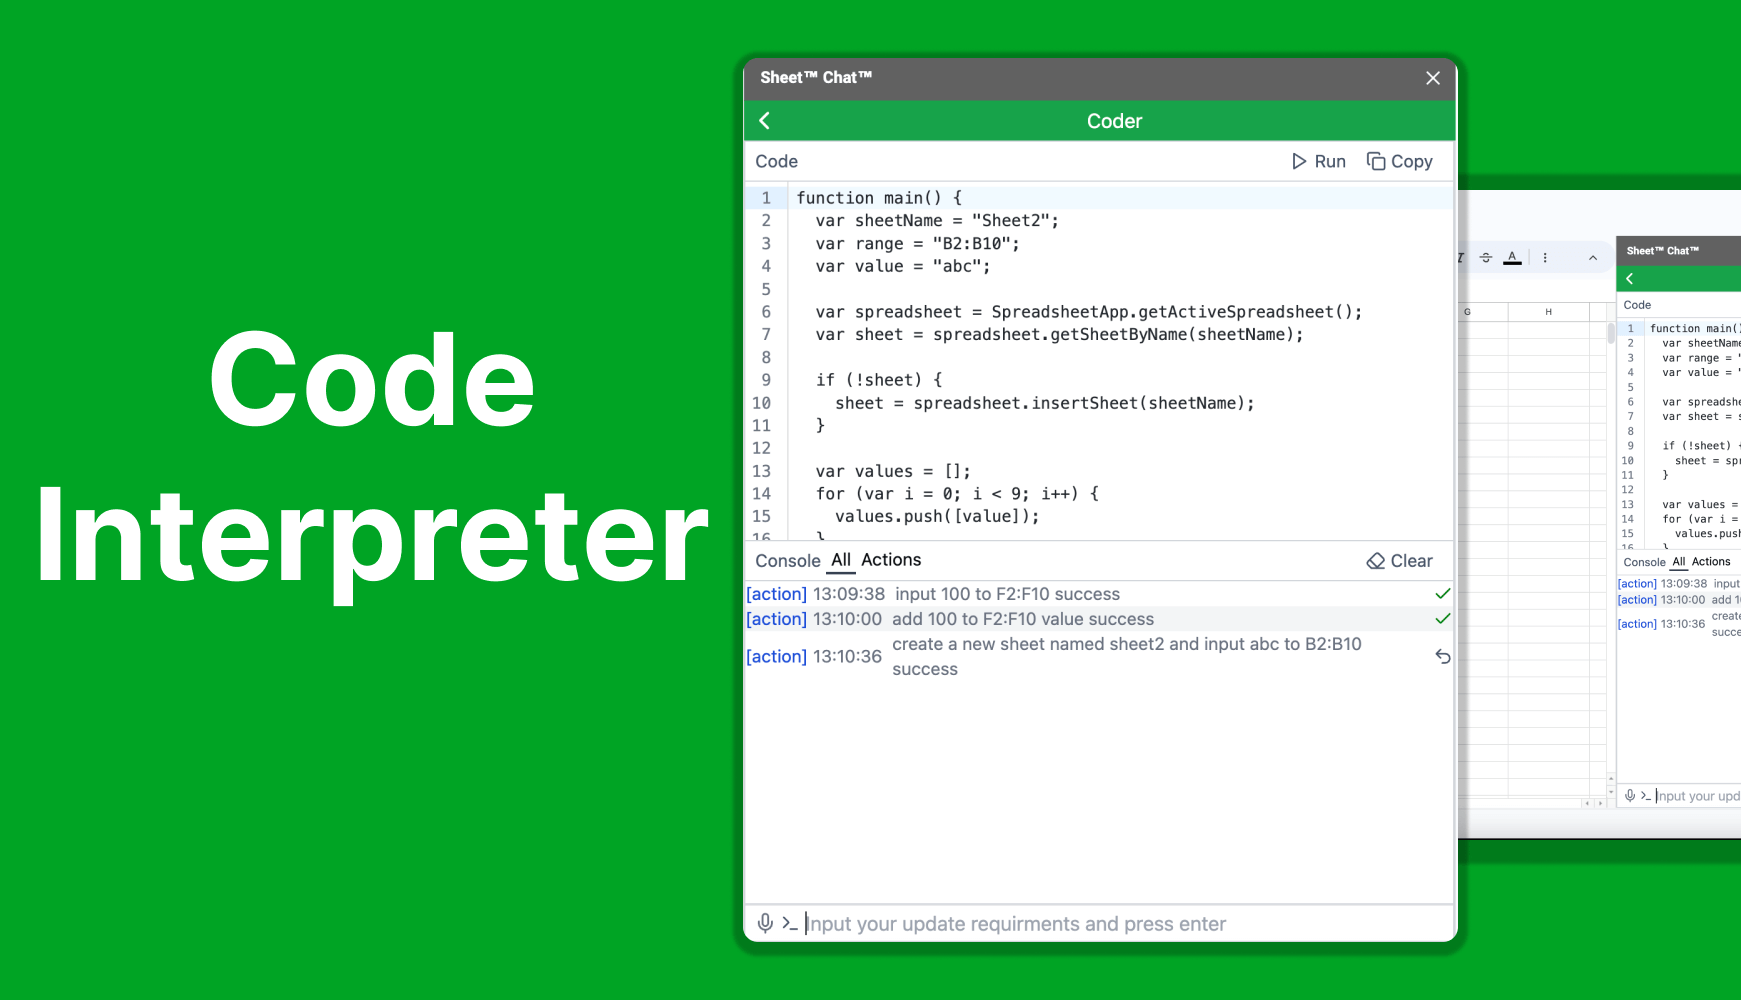 Code
Interpreter
Sheet™ Chat™
Coder
Code
Run
Copy
1 function main() {
2 var sheetName = "Sheet2";
3 var range = "B2:B10";
4 var value = "abc";
5
6 var spreadsheet = SpreadsheetApp.getActiveSpreadsheet();
7 var sheet = spreadsheet.getSheetByName(sheetName);
8
9 if (!sheet) {
10 sheet = spreadsheet.insertSheet(sheetName);
11 }
12
13 var values = [];
14 for (var i = 0; i < 9; i++) {
15 values.push([value]);
16 }
Console All Actions
Clear
[action] 13:09:38 input 100 to F2:F10 success
[action] 13:10:00 add 100 to F2:F10 value success
[action] 13:10:36 create a new sheet named sheet2 and input abc to B2:B10
success
Input your update requirments and press enter
A
G H
Sheet™ Chat™
Code
1 function main()
2 var sheetName
3 var range = "
4 var value = "
5
6 var spreadshe
7 var sheet = s
8
9 if (!sheet) {
10 sheet = spr
11 }
12
13 var values =
14 for (var i =
15 values.push
16 }
Console All Actions
[action] 13:09:38 input
[action] 13:10:00 add 1
[action] 13:10:36 create
succe
Input your upd